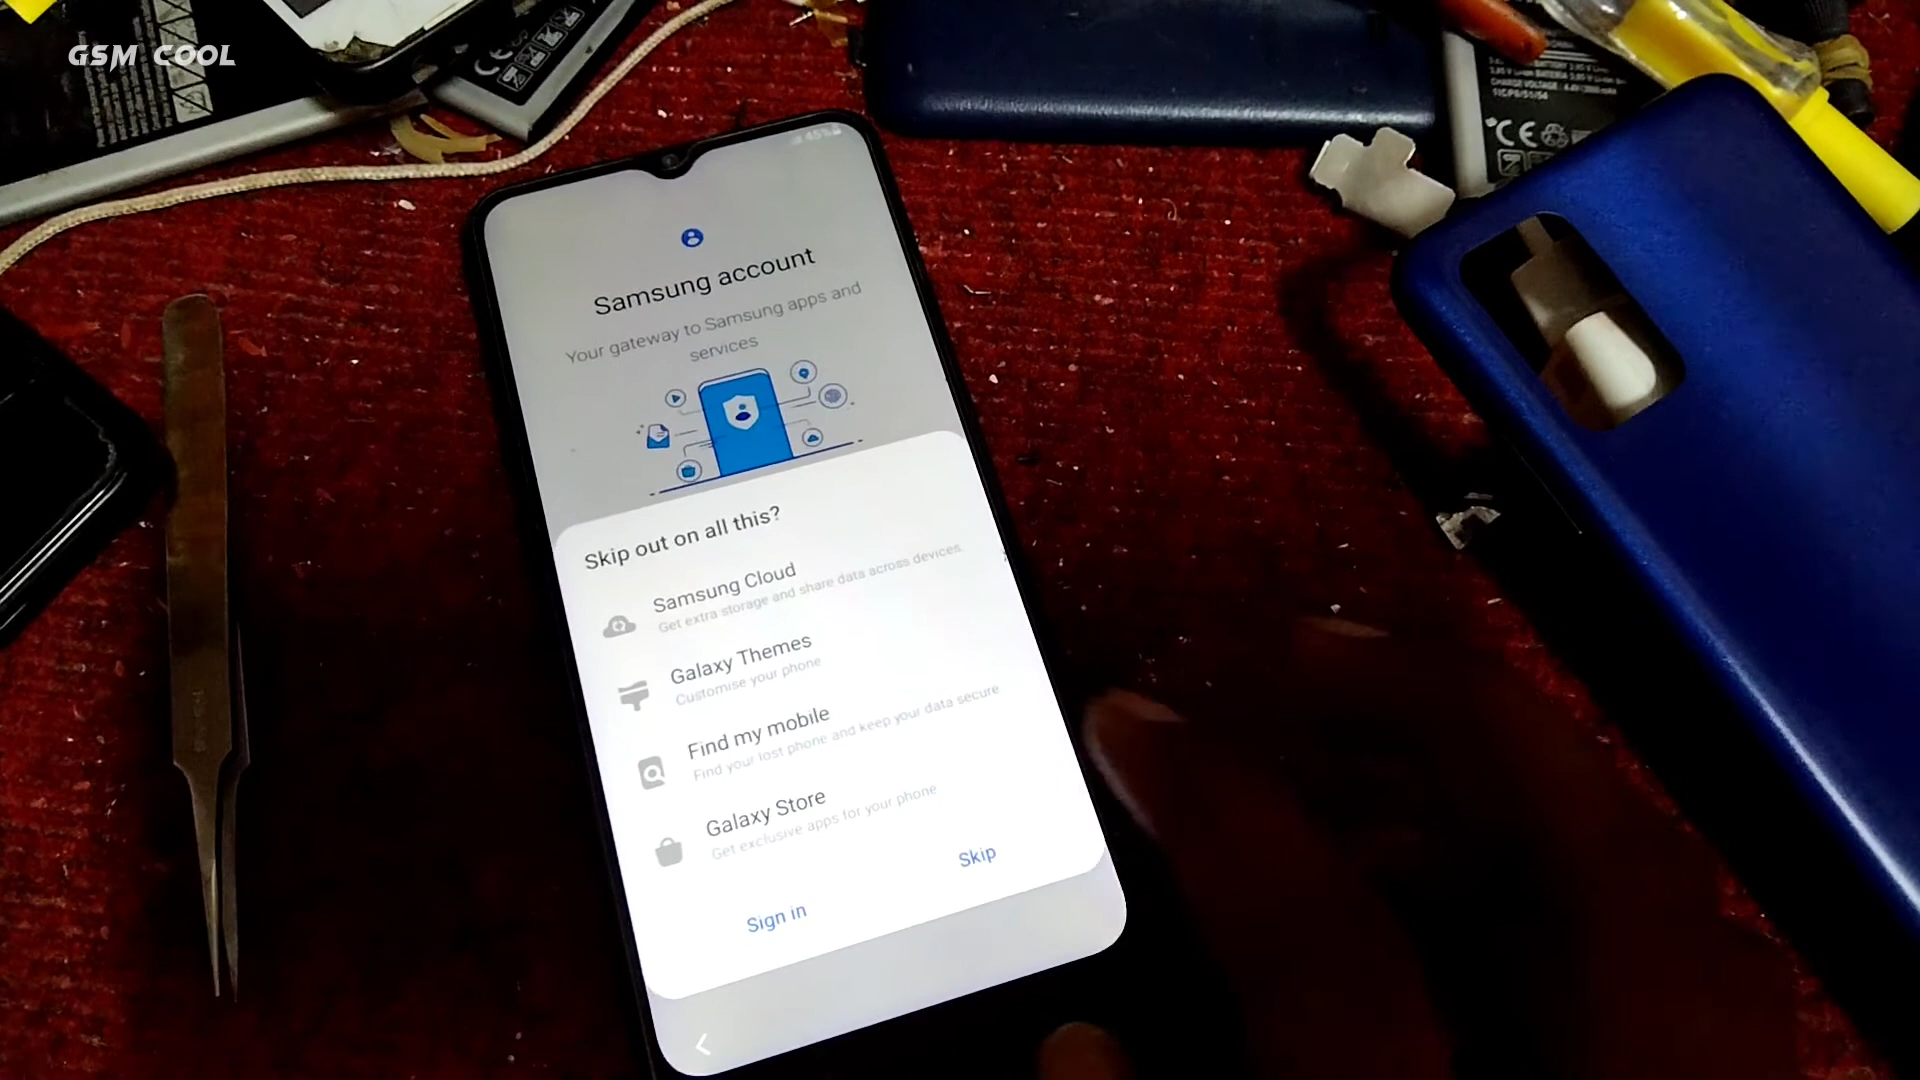 GSM COOL
45%
Samsung account
Your gateway to Samsung apps and
services
Skip out on all this?
Samsung Cloud
Get extra storage and share data across devices.
Galaxy Themes
Customise your phone
Find my mobile
Find your lost phone and keep your data secure
Galaxy Store
Get exclusive apps for your phone
Skip
Sign in